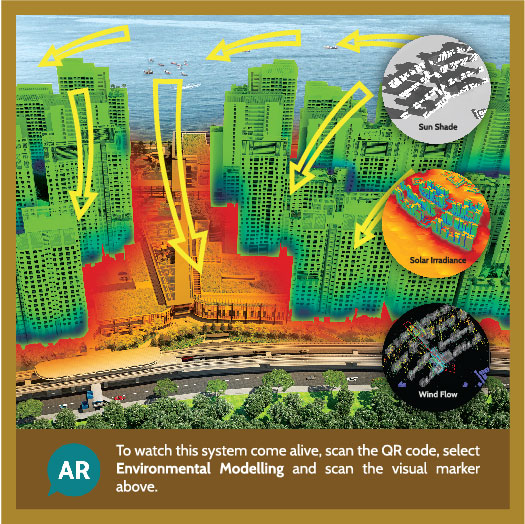 Sun Shade
Solar Irradiance
Wind Flow
AR
To watch this system come alive, scan the QR code, select
Environmental Modelling and scan the visual marker
above.